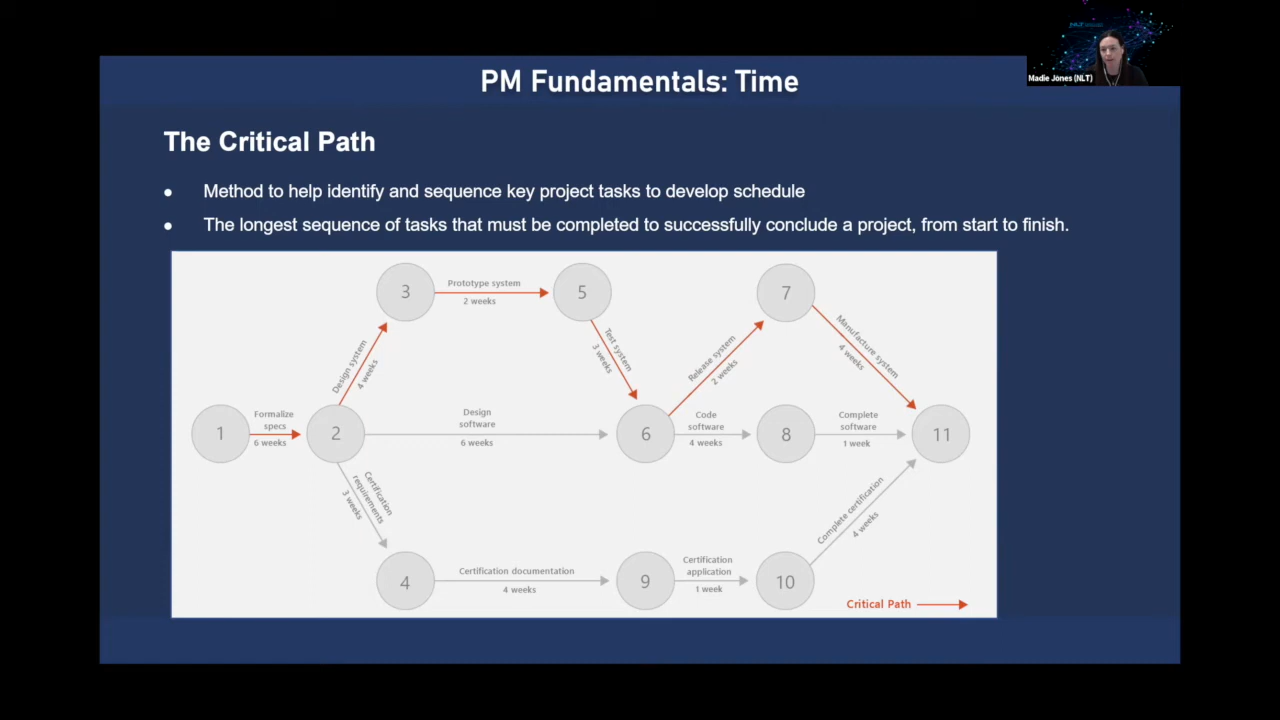 PM Fundamentals: Time
Madie Jones (NLT)
The Critical Path
● Method to help identify and sequence key project tasks to develop schedule
● The longest sequence of tasks that must be completed to successfully conclude a project, from start to finish.
3
Prototype system
2 weeks
5
7
Design system
4 weeks
Test system
3 weeks
Release system
2 weeks
Manufacture system
4 weeks
1
Formalize
specs
6 weeks
2
Design
software
6 weeks
6
Code
software
4 weeks
8
Complete
software
1 week
11
Certification
requirements
3 weeks
Complete certification
4 weeks
4
Certification documentation
4 weeks
9
Certification
application
1 week
10
Critical Path